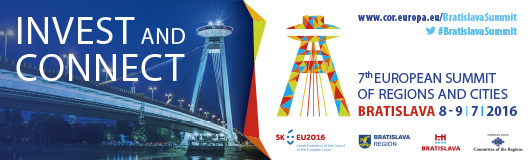 INVEST AND
CONNECT
www.cor.europa.eu/BratislavaSummit
#BratislavaSummit
7th EUROPEAN SUMMIT
OF REGIONS AND CITIES
BRATISLAVA 8-9|7|2016
SK EU2016
Slovak Presidency of the Council
of the European Union
BRATISLAVA
REGION
BRATISLAVA
EUROPEAN UNION
Committee of the Regions